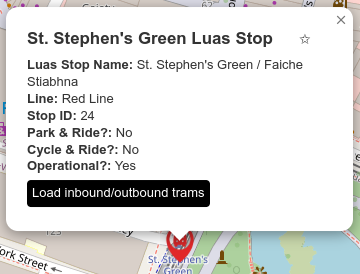 ×
St. Stephen's Green Luas Stop ☆
Luas Stop Name: St. Stephen's Green / Faiche
Stiabhna
Line: Red Line
Stop ID: 24
Park & Ride?: No
Cycle & Ride?: No
Operational?: Yes
Load inbound/outbound trams
York Street
St. Stephen's
Green